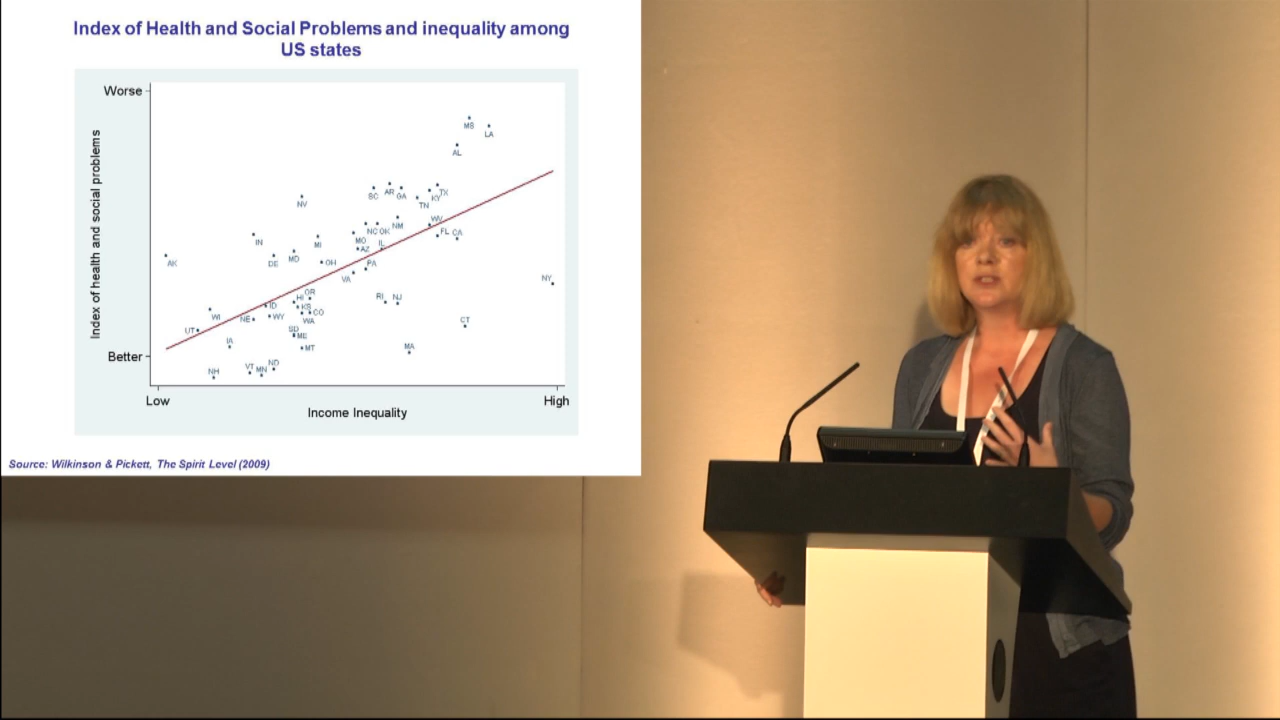 Index of Health and Social Problems and inequality among
US states
Worse
Index of health and social problems
Better
MS
LA
AL
SC
AR
GA
TX
KY
TN
NV
NM
WV
NC
OK
FL
CA
IN
MI
MO
IL
AZ
DE
MD
OH
PA
AK
VA
NY
OR
HI
RI
NJ
ID
KS
CO
WI
NE
WY
WA
CT
UT
SD
ME
IA
MT
MA
NH
VT
MN
ND
Low
High
Income Inequality
Source: Wilkinson & Pickett, The Spirit Level (2009)